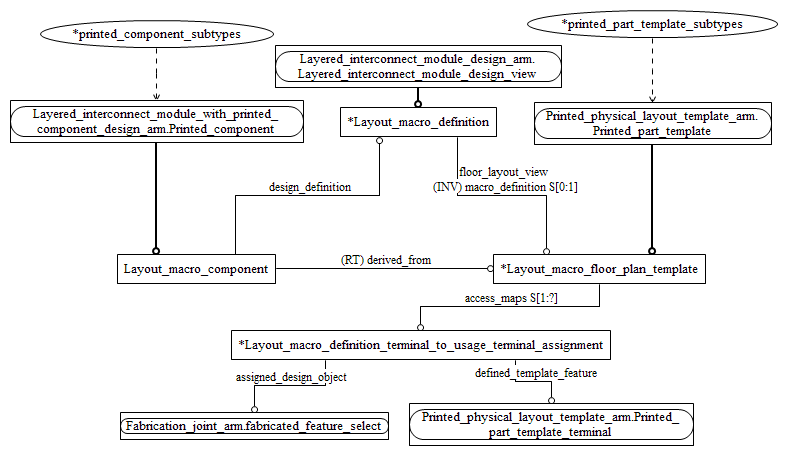 *printed_component_subtypes
*printed_part_template_subtypes
Layered_interconnect_module_design_arm.
Layered_interconnect_module_design_view
Layered_interconnect_module_with_printed_
component_design_arm.Printed_component
*Layout_macro_definition
Printed_physical_layout_template_arm.
Printed_part_template
design_definition
floor_layout_view
(INV) macro_definition S[0:1]
Layout_macro_component
(RT) derived_from
*Layout_macro_floor_plan_template
access_maps S[1:?]
*Layout_macro_definition_terminal_to_usage_terminal_assignment
assigned_design_object
defined_template_feature
Fabrication_joint_arm.fabricated_feature_select
Printed_physical_layout_template_arm.Printed_
part_template_terminal